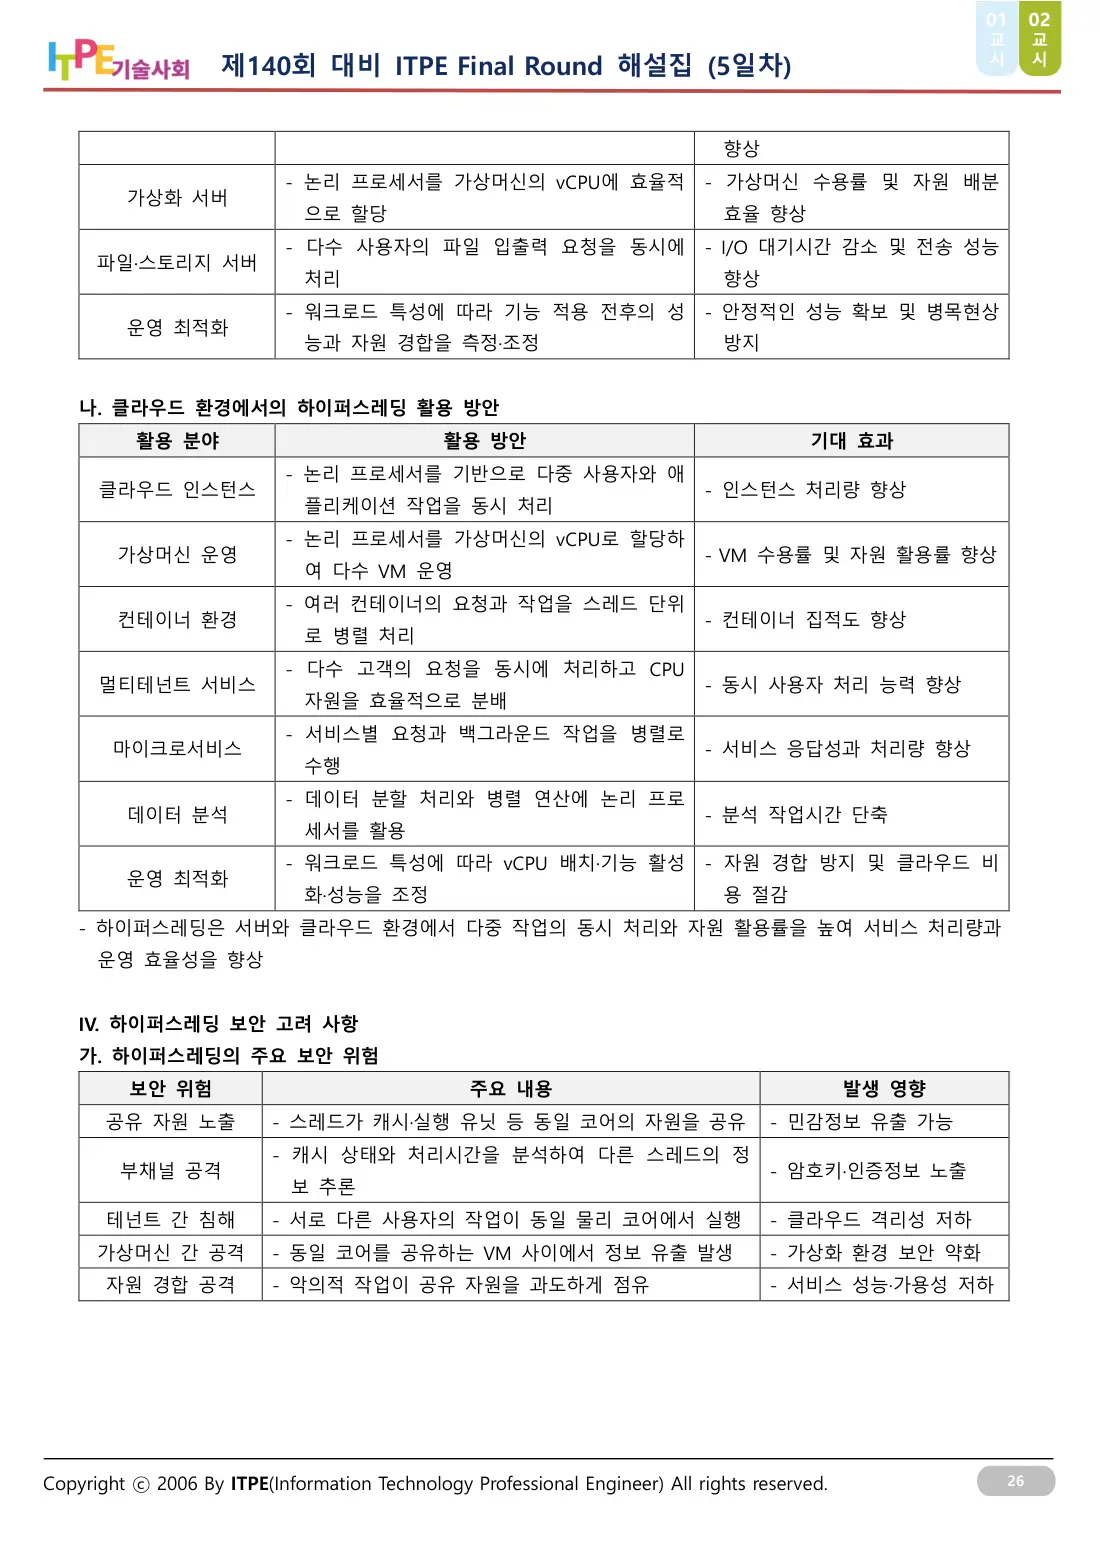 ITPE기술사회 제140회 대비 ITPE Final Round 해설집 (5일차)
01
교
시
02
교
시
향상
가상화 서버
- 논리 프로세서를 가상머신의 vCPU에 효율적
으로 할당
- 가상머신 수용률 및 자원 배분
효율 향상
파일·스토리지 서버
- 다수 사용자의 파일 입출력 요청을 동시에
처리
- I/O 대기시간 감소 및 전송 성능
향상
운영 최적화
- 워크로드 특성에 따라 기능 적용 전후의 성
능과 자원 경합을 측정·조정
- 안정적인 성능 확보 및 병목현상
방지
나. 클라우드 환경에서의 하이퍼스레딩 활용 방안
활용 분야 활용 방안 기대 효과
클라우드 인스턴스
- 논리 프로세서를 기반으로 다중 사용자와 애
플리케이션 작업을 동시 처리
- 인스턴스 처리량 향상
가상머신 운영
- 논리 프로세서를 가상머신의 vCPU로 할당하
여 다수 VM 운영
- VM 수용률 및 자원 활용률 향상
컨테이너 환경
- 여러 컨테이너의 요청과 작업을 스레드 단위
로 병렬 처리
- 컨테이너 집적도 향상
멀티테넌트 서비스
- 다수 고객의 요청을 동시에 처리하고 CPU
자원을 효율적으로 분배
- 동시 사용자 처리 능력 향상
마이크로서비스
- 서비스별 요청과 백그라운드 작업을 병렬로
수행
- 서비스 응답성과 처리량 향상
데이터 분석
- 데이터 분할 처리와 병렬 연산에 논리 프로
세서를 활용
- 분석 작업시간 단축
운영 최적화
- 워크로드 특성에 따라 vCPU 배치·기능 활성
화·성능을 조정
- 자원 경합 방지 및 클라우드 비
용 절감
- 하이퍼스레딩은 서버와 클라우드 환경에서 다중 작업의 동시 처리와 자원 활용률을 높여 서비스 처리량과
운영 효율성을 향상
IV. 하이퍼스레딩 보안 고려 사항
가. 하이퍼스레딩의 주요 보안 위험
보안 위험 주요 내용 발생 영향
공유 자원 노출 - 스레드가 캐시·실행 유닛 등 동일 코어의 자원을 공유 - 민감정보 유출 가능
부채널 공격
- 캐시 상태와 처리시간을 분석하여 다른 스레드의 정
보 추론
- 암호키·인증정보 노출
테넌트 간 침해 - 서로 다른 사용자의 작업이 동일 물리 코어에서 실행 - 클라우드 격리성 저하
가상머신 간 공격 - 동일 코어를 공유하는 VM 사이에서 정보 유출 발생 - 가상화 환경 보안 약화
자원 경합 공격 - 악의적 작업이 공유 자원을 과도하게 점유 - 서비스 성능·가용성 저하
Copyright ⓒ 2006 By ITPE(Information Technology Professional Engineer) All rights reserved.
26